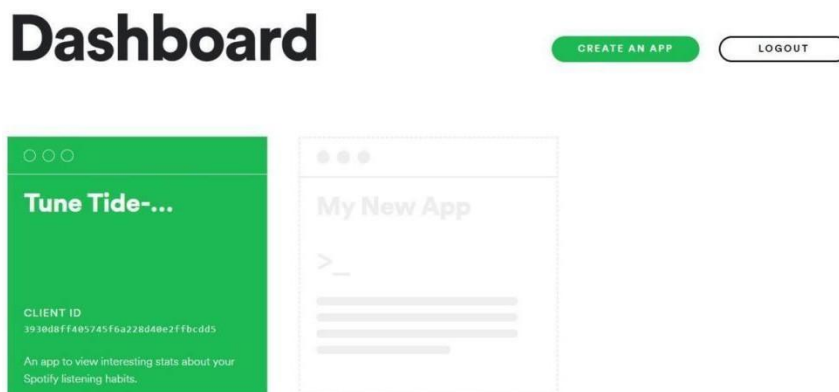 Dashboard
CREATE AN APP
LOGOUT
Tune Tide-...
CLIENT ID
3930d8ff405745f6a228d40e2ffbcdd5
An app to view interesting stats about your
Spotify listening habits.
My New App
>_